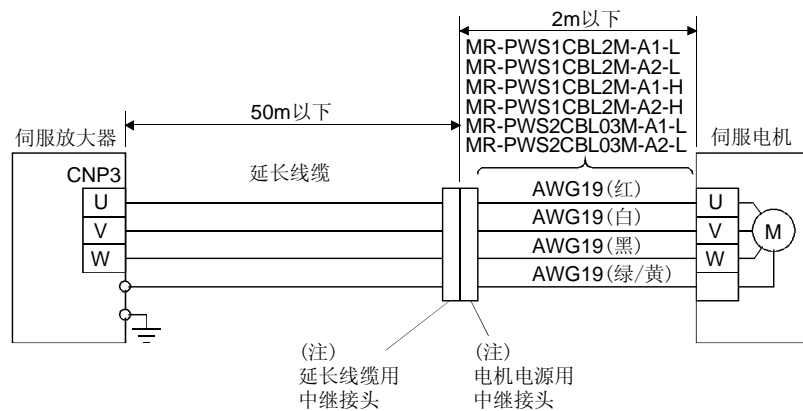 2m以下
MR-PWS1CBL2M-A1-L
MR-PWS1CBL2M-A2-L
MR-PWS1CBL2M-A1-H
MR-PWS1CBL2M-A2-H
MR-PWS2CBL03M-A1-L
MR-PWS2CBL03M-A2-L
50m以下
伺服放大器
伺服电机
CNP3
延长线缆
U
AWG19(红)
U
V
AWG19(白)
V
M
W
AWG19(黑)
W
AWG19(绿/黄)
(注)
延长线缆用
中继接头
(注)
电机电源用
中继接头